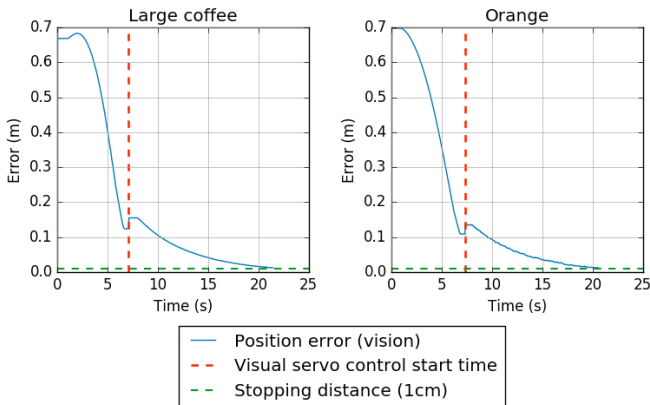 Large coffee
Orange
0.7
0.6
0.5
0.4
0.3
0.2
0.1
0.0
Error (m)
0 5 10 15 20 25
Time (s)
0.7
0.6
0.5
0.4
0.3
0.2
0.1
0.0
Error (m)
0 5 10 15 20 25
Time (s)
Position error (vision)
Visual servo control start time
Stopping distance (1cm)